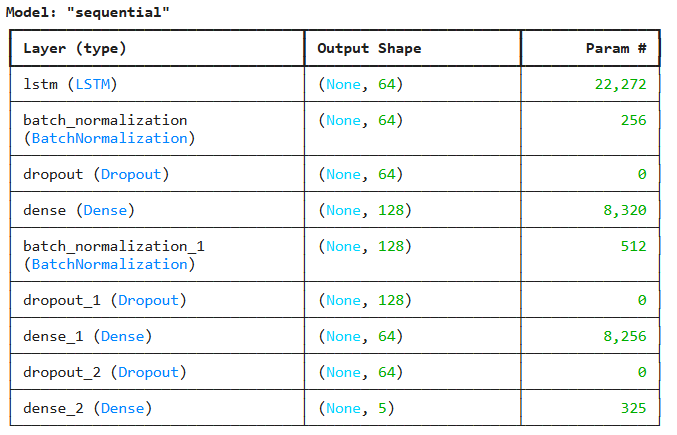 Model: "sequential"
Layer (type) Output Shape Param #
lstm (LSTM) (None, 64) 22,272
batch_normalization (None, 64) 256
(BatchNormalization)
dropout (Dropout) (None, 64) 0
dense (Dense) (None, 128) 8,320
batch_normalization_1 (None, 128) 512
(BatchNormalization)
dropout_1 (Dropout) (None, 128) 0
dense_1 (Dense) (None, 64) 8,256
dropout_2 (Dropout) (None, 64) 0
dense_2 (Dense) (None, 5) 325